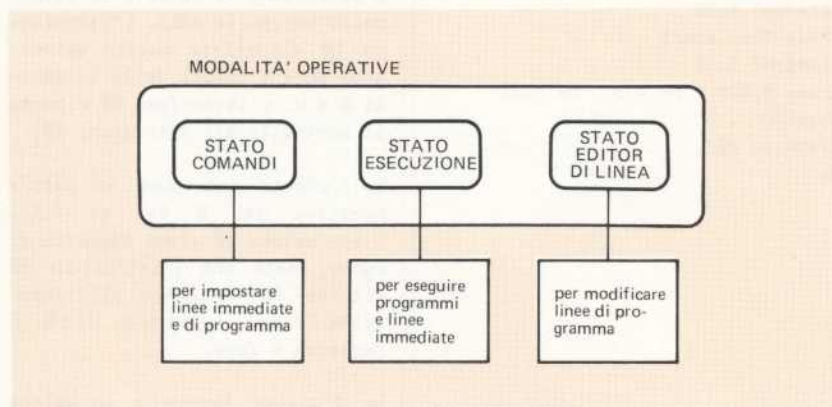 MODALITA' OPERATIVE
STATO
COMANDI
STATO
ESECUZIONE
STATO
EDITOR
DI LINEA
per impostare
linee immediate
e di programma
per eseguire
programmi
e linee
immediate
per modificare
linee di pro-
gramma